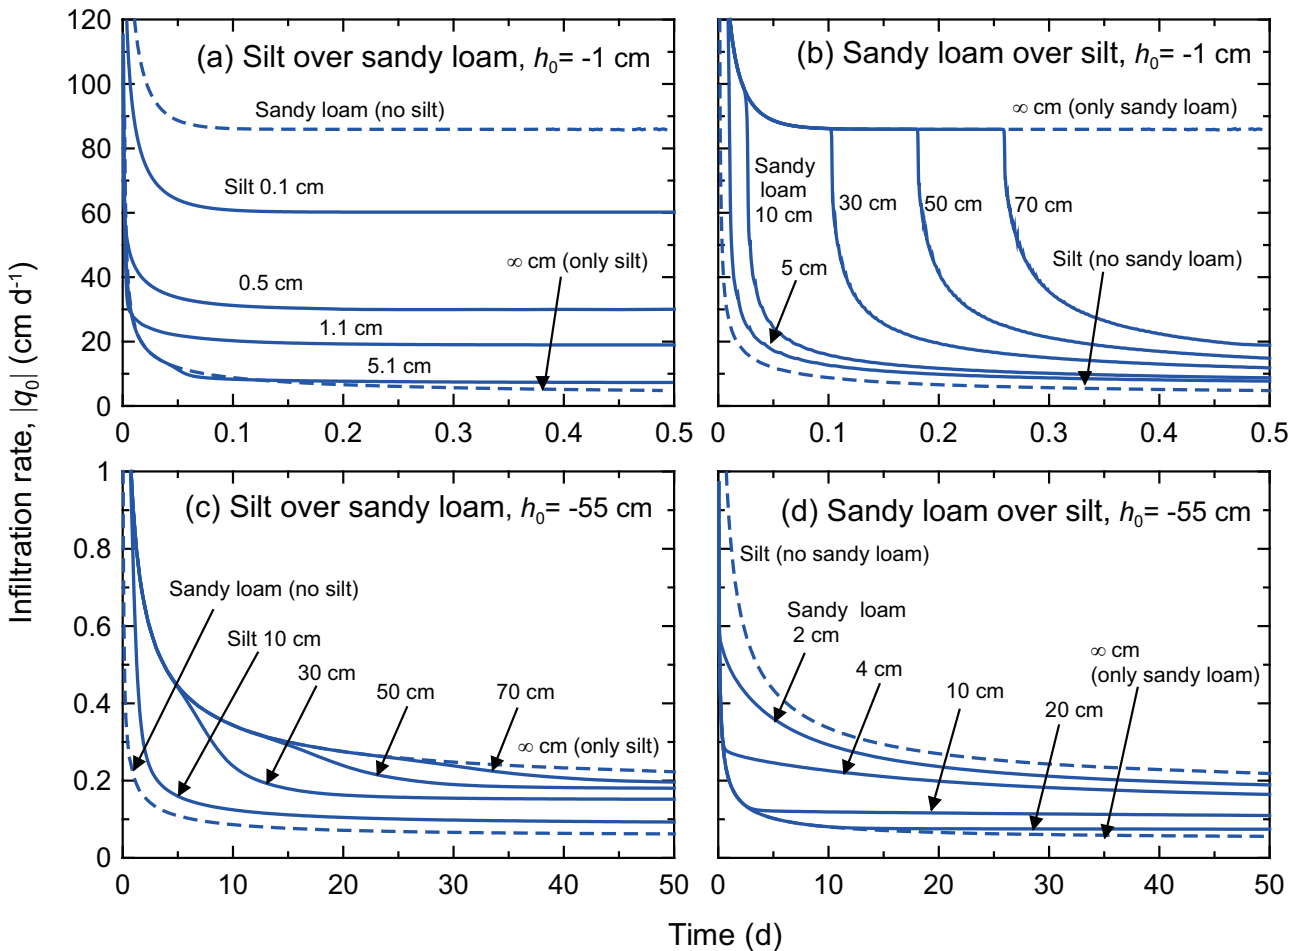 Infiltration rate, |q₀| (cm d⁻¹)
(a) Silt over sandy loam, h₀= -1 cm
120
100
80
60
40
20
0
Sandy loam (no silt)
Silt 0.1 cm
∞ cm (only silt)
0.5 cm
1.1 cm
5.1 cm
0 0.1 0.2 0.3 0.4 0.5
(b) Sandy loam over silt, h₀= -1 cm
∞ cm (only sandy loam)
Sandy
loam
10 cm
30 cm
50 cm
70 cm
Silt (no sandy loam)
5 cm
0 0.1 0.2 0.3 0.4 0.5
(c) Silt over sandy loam, h₀= -55 cm
1
0.8
0.6
0.4
0.2
0
Sandy loam (no silt)
Silt 10 cm
30 cm
50 cm
70 cm
∞ cm (only silt)
0 10 20 30 40 50
(d) Sandy loam over silt, h₀= -55 cm
Silt (no sandy loam)
Sandy loam
2 cm
4 cm
10 cm
20 cm
∞ cm
(only sandy loam)
0 10 20 30 40 50
Time (d)